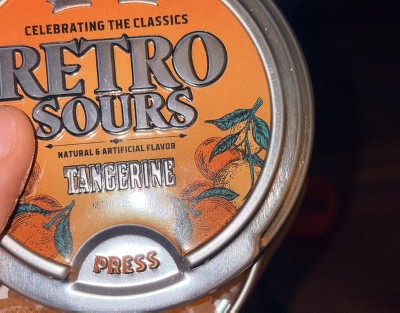 CELEBRATING THE CLASSICS
RETRO
SOURS
NATURAL & ARTIFICIAL FLAVOR
TANGERINE
PRESS